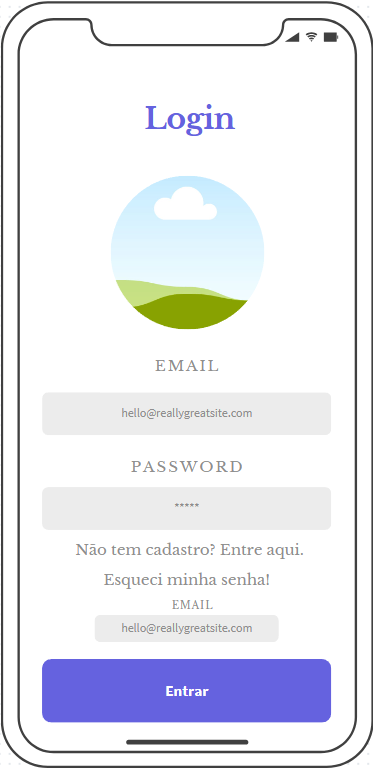 Login
EMAIL
hello@reallygreatsite.com
PASSWORD
*****
Não tem cadastro? Entre aqui.
Esqueci minha senha!
EMAIL
hello@reallygreatsite.com
Entrar